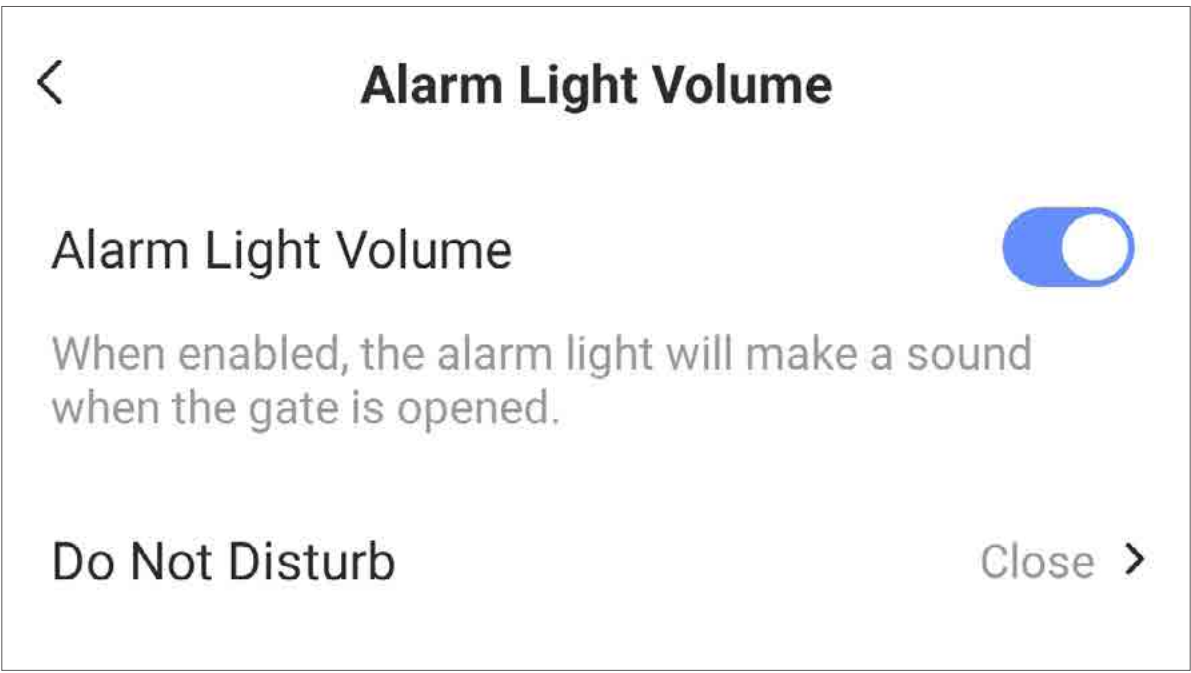 Alarm Light Volume
Alarm Light Volume
When enabled, the alarm light will make a sound
when the gate is opened.
Do Not Disturb Close